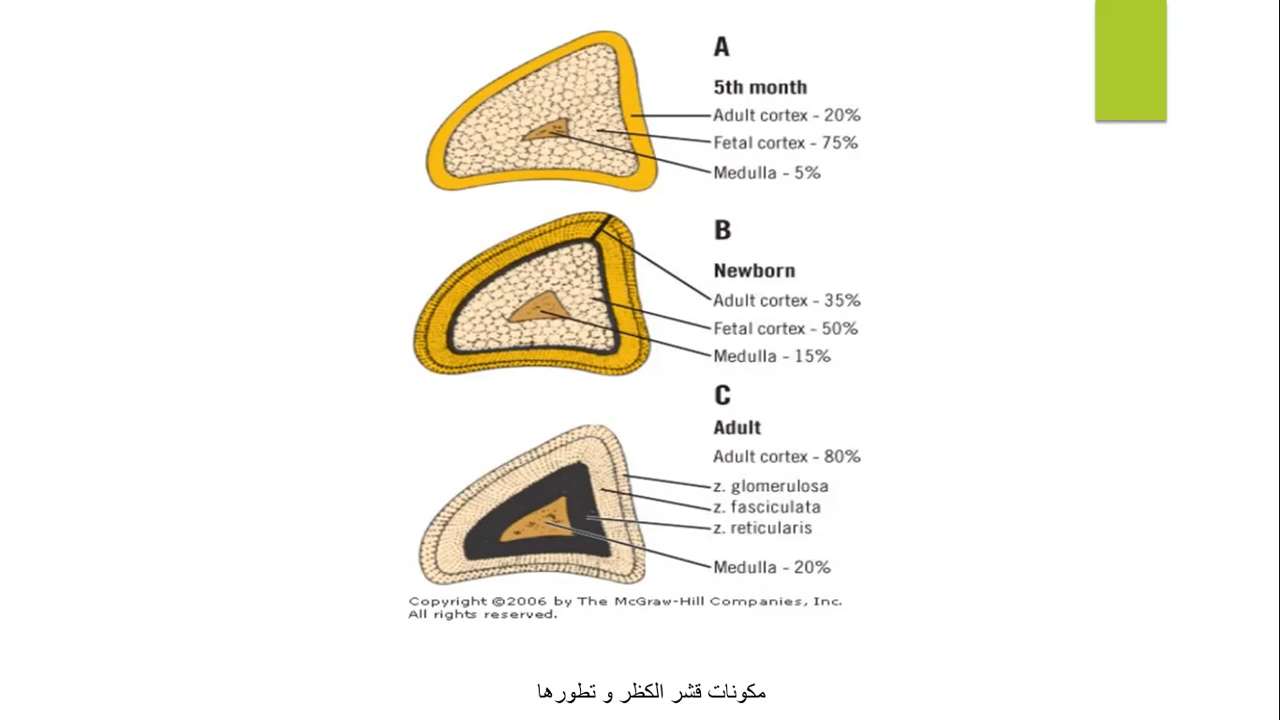 A
5th month
Adult cortex - 20%
Fetal cortex - 75%
Medulla - 5%
B
Newborn
Adult cortex - 35%
Fetal cortex - 50%
Medulla - 15%
C
Adult
Adult cortex - 80%
z. glomerulosa
z. fasciculata
z. reticularis
Medulla - 20%
Copyright ©2006 by The McGraw-Hill Companies, Inc.
All rights reserved.
مكونات قشر الكظر و تطورها